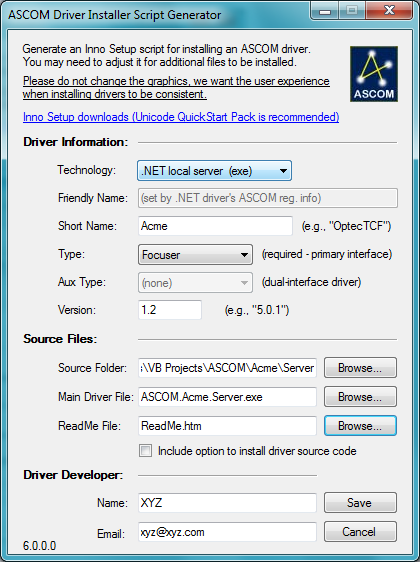 ASCOM Driver Installer Script Generator
Generate an Inno Setup script for installing an ASCOM driver.
You may need to adjust it for additional files to be installed.
Please do not change the graphics, we want the user experience
when installing drivers to be consistent.
ASCOM
Inno Setup downloads (Unicode QuickStart Pack is recommended)
Driver Information:
Technology: .NET local server (exe)
Friendly Name: (set by .NET driver's ASCOM reg. info)
Short Name: Acme (e.g., "OptecTCF")
Type: Focuser (required - primary interface)
Aux Type: (none) (dual-interface driver)
Version: 1.2 (e.g., "5.0.1")
Source Files:
Source Folder: :\VB Projects\ASCOM\Acme\Server Browse...
Main Driver File: ASCOM.Acme.Server.exe Browse...
ReadMe File: ReadMe.htm Browse...
Include option to install driver source code
Driver Developer:
Name: XYZ Save
Email: xyz@xyz.com Cancel
6.0.0.0